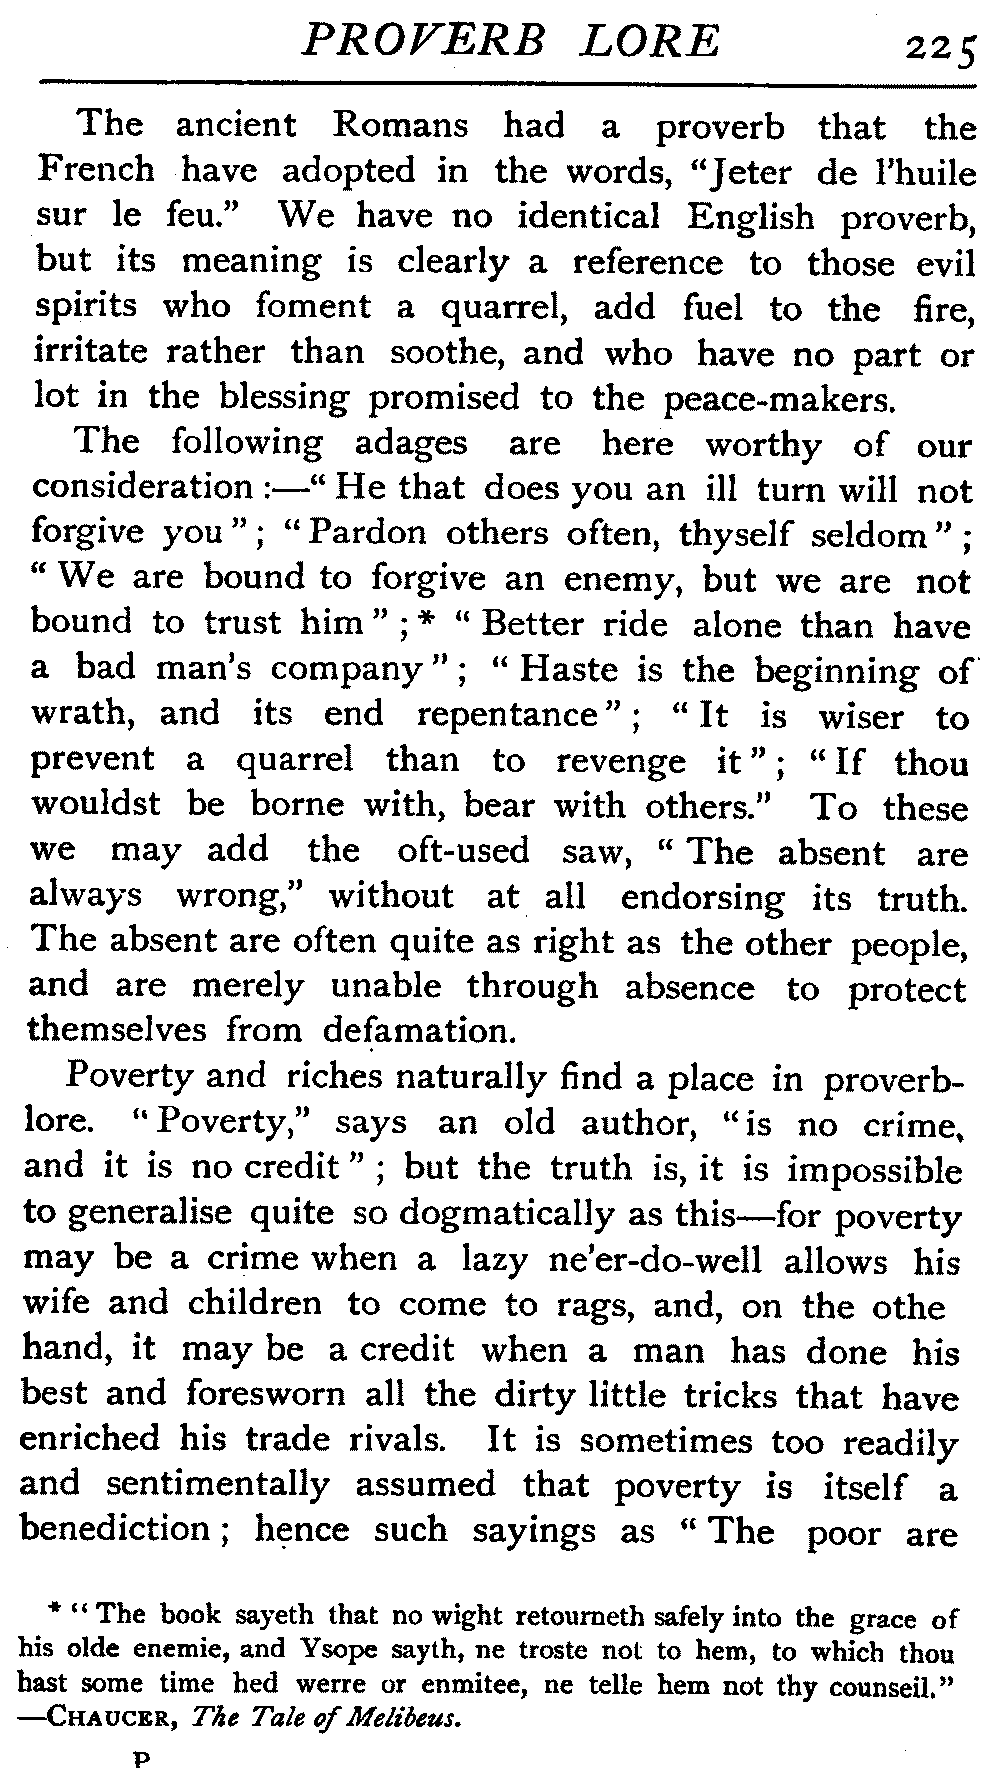 PROVERB LORE 225
The ancient Romans had a proverb that the
French have adopted in the words, "Jeter de l'huile
sur le feu." We have no identical English proverb,
but its meaning is clearly a reference to those evil
spirits who foment a quarrel, add fuel to the fire,
irritate rather than soothe, and who have no part or
lot in the blessing promised to the peace-makers.
The following adages are here worthy of our
consideration :—" He that does you an ill turn will not
forgive you " ; " Pardon others often, thyself seldom " ;
" We are bound to forgive an enemy, but we are not
bound to trust him " ; * " Better ride alone than have
a bad man's company " ; " Haste is the beginning of
wrath, and its end repentance " ; " It is wiser to
prevent a quarrel than to revenge it " ; " If thou
wouldst be borne with, bear with others." To these
we may add the oft-used saw, " The absent are
always wrong," without at all endorsing its truth.
The absent are often quite as right as the other people,
and are merely unable through absence to protect
themselves from defamation.
Poverty and riches naturally find a place in proverb-
lore. " Poverty," says an old author, " is no crime,
and it is no credit " ; but the truth is, it is impossible
to generalise quite so dogmatically as this—for poverty
may be a crime when a lazy ne'er-do-well allows his
wife and children to come to rags, and, on the othe
hand, it may be a credit when a man has done his
best and foresworn all the dirty little tricks that have
enriched his trade rivals. It is sometimes too readily
and sentimentally assumed that poverty is itself a
benediction ; hence such sayings as " The poor are
* " The book sayeth that no wight retourneth safely into the grace of
his olde enemie, and Ysope sayth, ne troste not to hem, to which thou
hast some time hed werre or enmitee, ne telle hem not thy counseil."
—CHAUCER, The Tale of Melibeus.
P